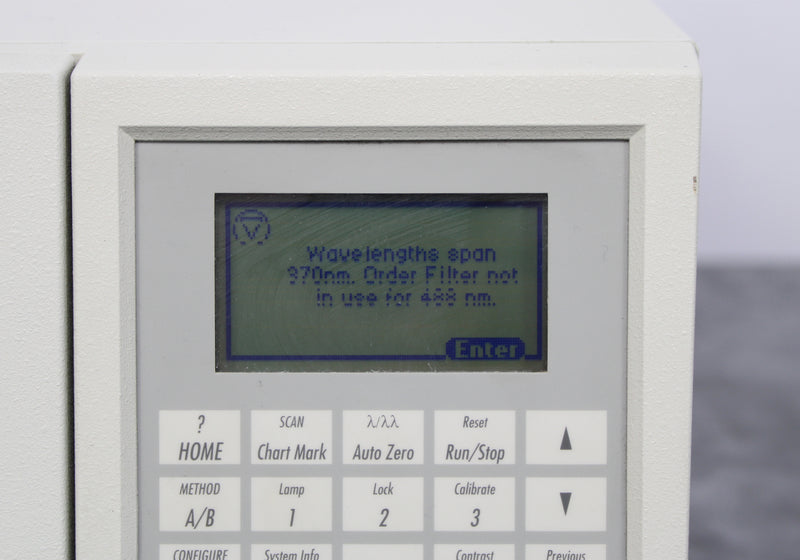 Wavelengths span
370nm. Order Filter not
in use for 488 nm.
Enter
? SCAN λ/λλ Reset
HOME Chart Mark Auto Zero Run/Stop
METHOD Lamp Lock Calibrate
A/B 1 2 3
CONFIGURE System Info Contrast Previous